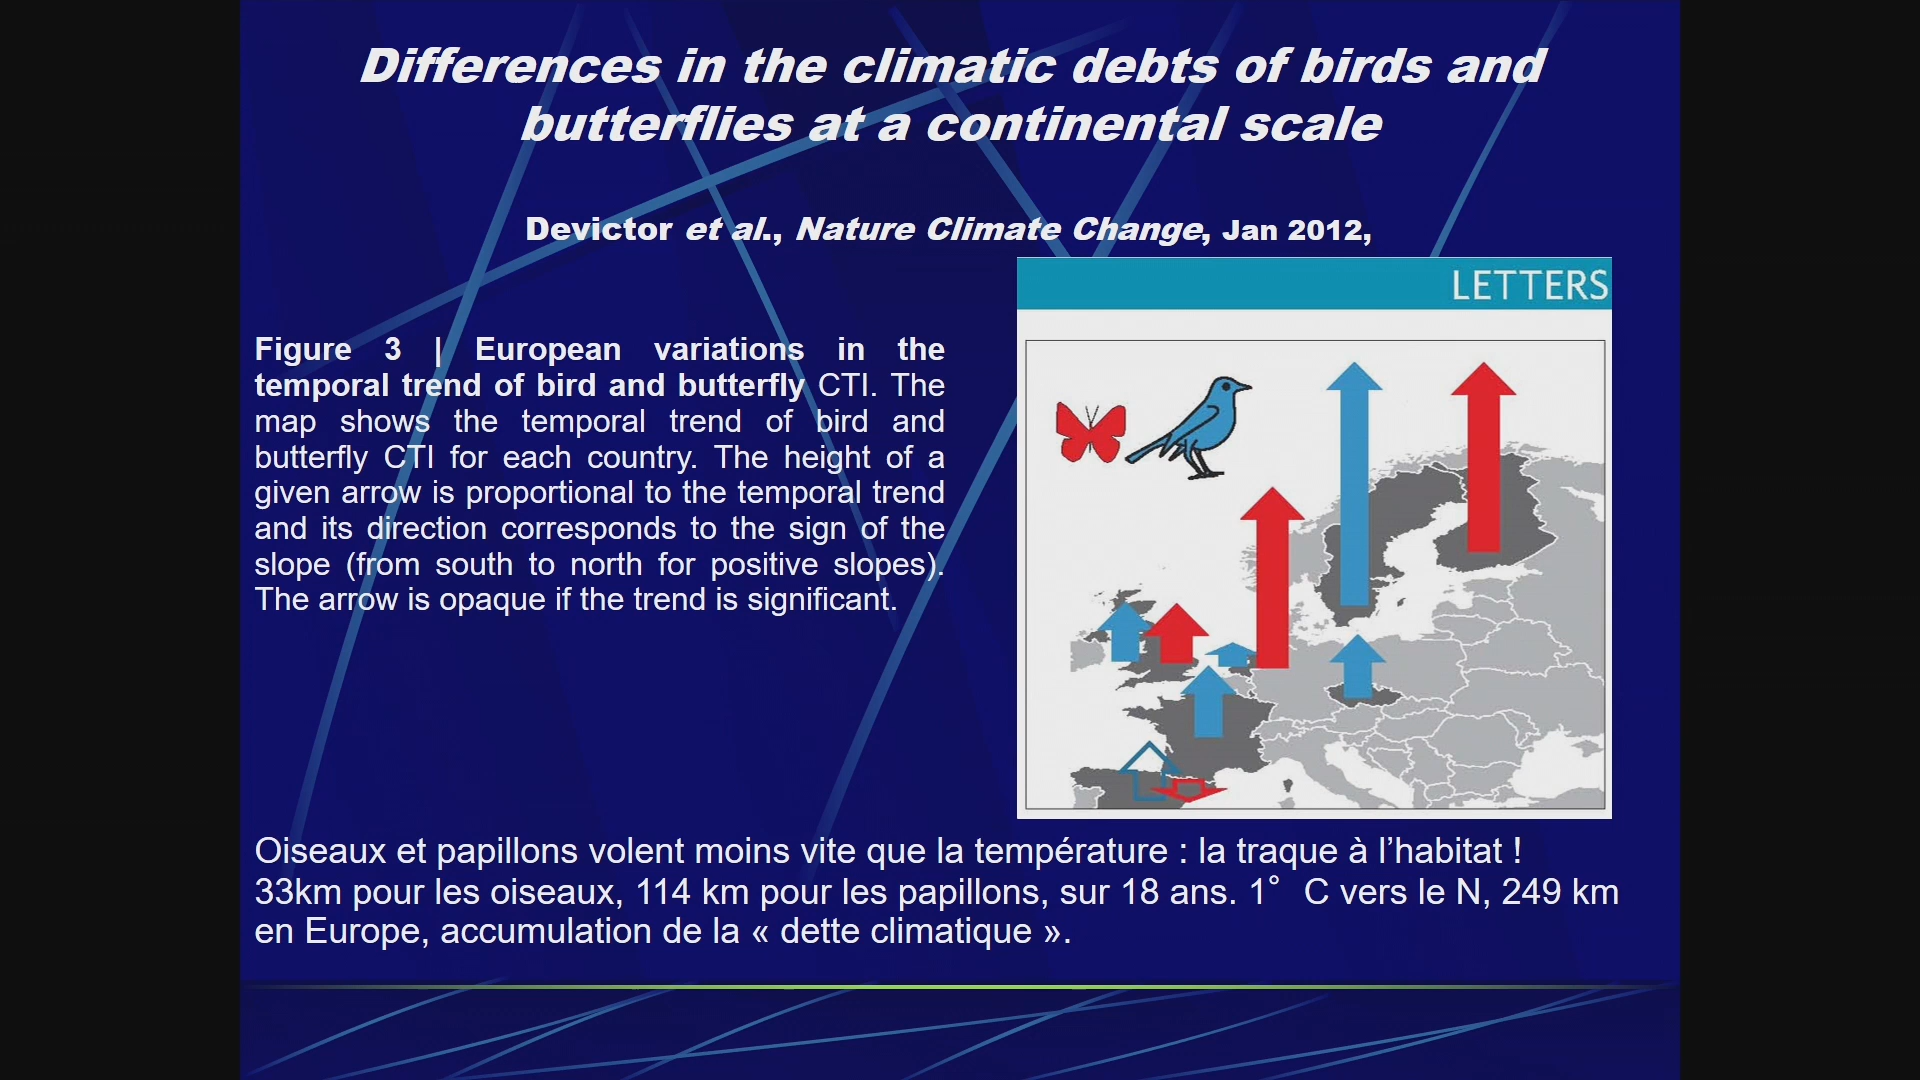 Differences in the climatic debts of birds and
butterflies at a continental scale
Devictor et al., Nature Climate Change, Jan 2012,
LETTERS
Figure 3 | European variations in the
temporal trend of bird and butterfly CTI. The
map shows the temporal trend of bird and
butterfly CTI for each country. The height of a
given arrow is proportional to the temporal trend
and its direction corresponds to the sign of the
slope (from south to north for positive slopes).
The arrow is opaque if the trend is significant.
Oiseaux et papillons volent moins vite que la température : la traque à l’habitat !
33km pour les oiseaux, 114 km pour les papillons, sur 18 ans. 1° C vers le N, 249 km
en Europe, accumulation de la « dette climatique ».